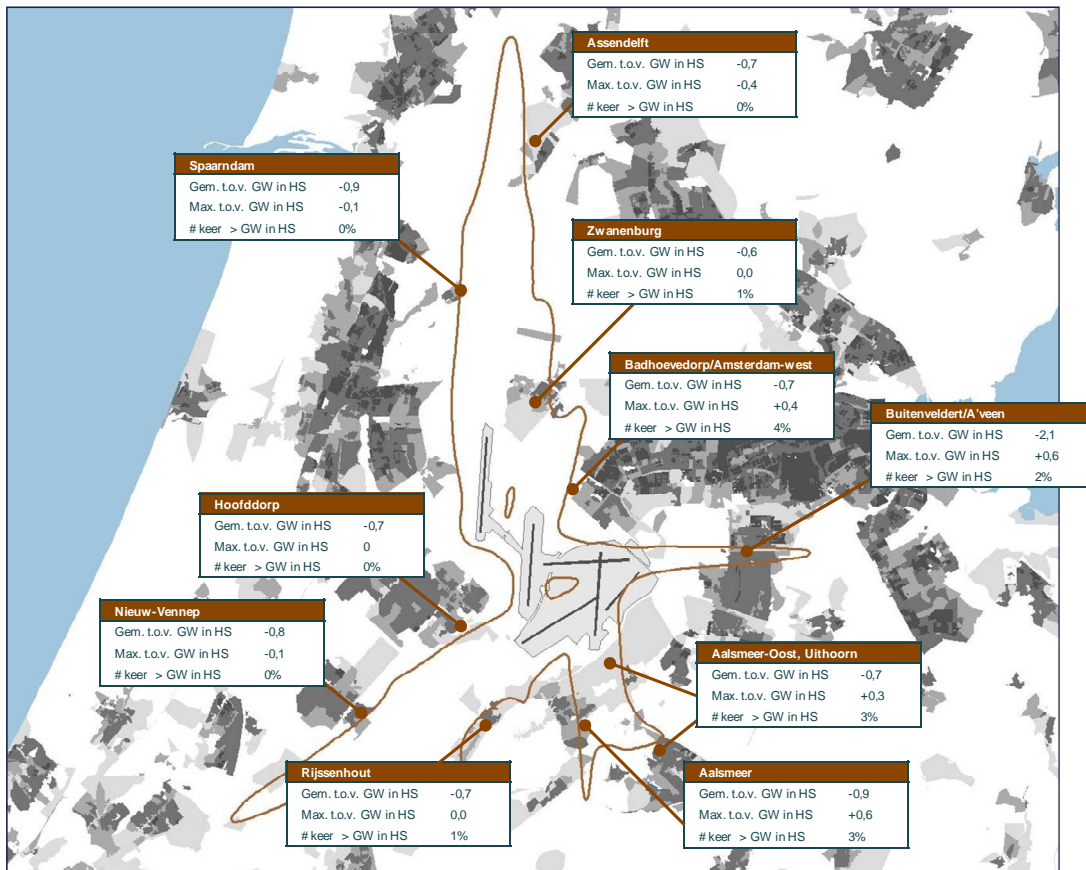 Assendelft
Gem. t.o.v. GW in HS -0,7
Max. t.o.v. GW in HS -0,4
# keer > GW in HS 0%
Spaarndam
Gem. t.o.v. GW in HS -0,9
Max. t.o.v. GW in HS -0,1
# keer > GW in HS 0%
Zwanenburg
Gem. t.o.v. GW in HS -0,6
Max. t.o.v. GW in HS 0,0
# keer > GW in HS 1%
Badhoevedorp/Amsterdam-west
Gem. t.o.v. GW in HS -0,7
Max. t.o.v. GW in HS +0,4
# keer > GW in HS 4%
Buitenveldert/A'veen
Gem. t.o.v. GW in HS -2,1
Max. t.o.v. GW in HS +0,6
# keer > GW in HS 2%
Hoofddorp
Gem. t.o.v. GW in HS -0,7
Max. t.o.v. GW in HS 0
# keer > GW in HS 0%
Nieuw-Vennep
Gem. t.o.v. GW in HS -0,8
Max. t.o.v. GW in HS -0,1
# keer > GW in HS 0%
Aalsmeer-Oost, Uithoorn
Gem. t.o.v. GW in HS -0,7
Max. t.o.v. GW in HS +0,3
# keer > GW in HS 3%
Rijssenhout
Gem. t.o.v. GW in HS -0,7
Max. t.o.v. GW in HS 0,0
# keer > GW in HS 1%
Aalsmeer
Gem. t.o.v. GW in HS -0,9
Max. t.o.v. GW in HS +0,6
# keer > GW in HS 3%